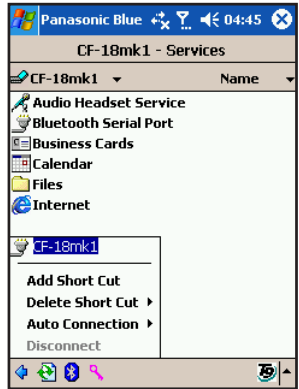 Panasonic Blue 04:45
CF-18mk1 - Services
CF-18mk1 Name
Audio Headset Service
Bluetooth Serial Port
Business Cards
Calendar
Files
Internet
CF-18mk1
Add Short Cut
Delete Short Cut
Auto Connection
Disconnect